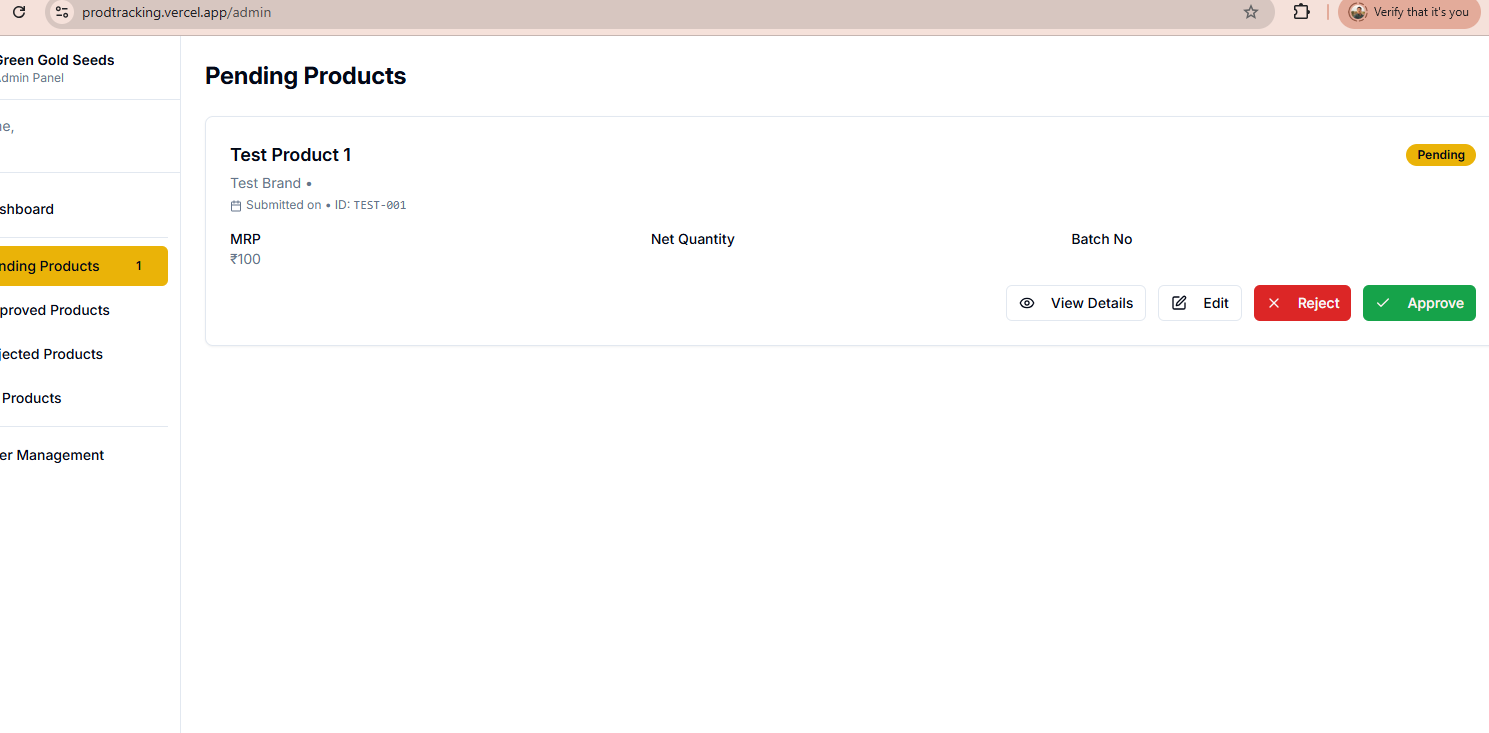 prodtracking.vercel.app/admin
Verify that it's you
Green Gold Seeds
Admin Panel
Pending Products
Test Product 1
Pending
Test Brand •
Submitted on • ID: TEST-001
MRP
Net Quantity
Batch No
₹100
View Details
Edit
Reject
Approve
e,
shboard
nding Products 1
proved Products
jected Products
Products
er Management